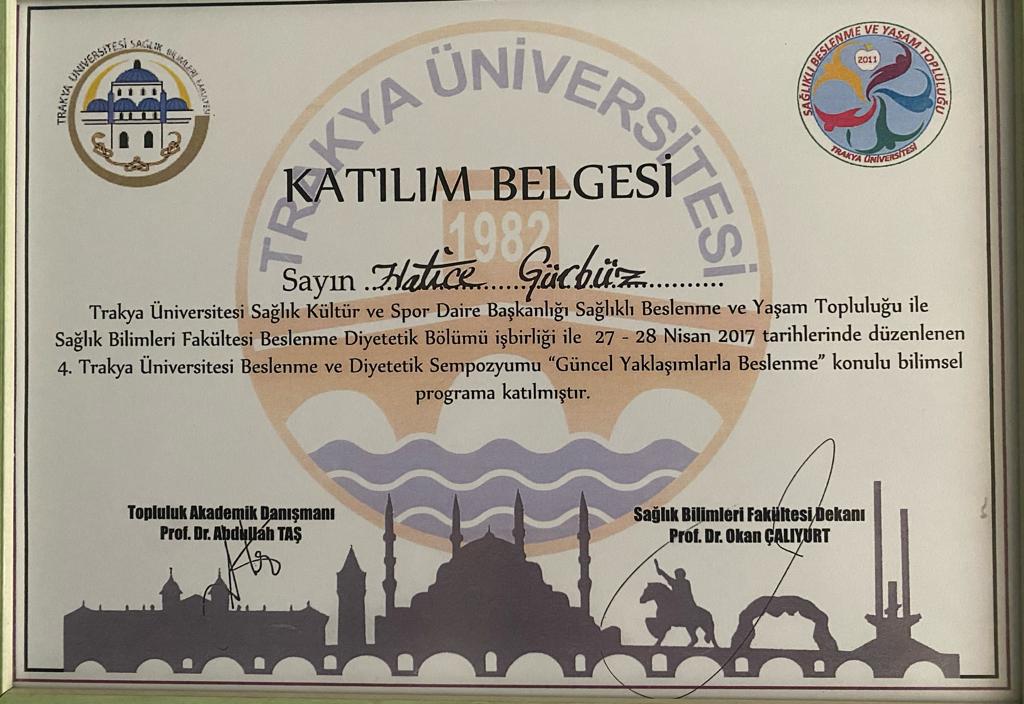 TRAKYA ÜNİVERSİTESİ SAĞLIK BİLİMLERİ FAKÜLTESİ
SAĞLIKLI BESLENME VE YAŞAM TOPLULUĞU
2011
TRAKYA ÜNİVERSİTESİ
TRAKYA ÜNİVERSİTESİ
KATILIM BELGESİ
1982
Sayın ..Hatice......Gürbüz.............
Trakya Üniversitesi Sağlık Kültür ve Spor Daire Başkanlığı Sağlıklı Beslenme ve Yaşam Topluluğu ile
Sağlık Bilimleri Fakültesi Beslenme Diyetetik Bölümü işbirliği ile 27 - 28 Nisan 2017 tarihlerinde düzenlenen
4. Trakya Üniversitesi Beslenme ve Diyetetik Sempozyumu “Güncel Yaklaşımlarla Beslenme” konulu bilimsel
programa katılmıştır.
Topluluk Akademik Danışmanı
Prof. Dr. Abdullah TAŞ
Sağlık Bilimleri Fakültesi Dekanı
Prof. Dr. Okan ÇALIYURT